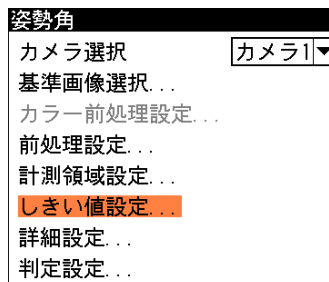 姿勢角
カメラ選択 カメラ1
基準画像選択...
カラー前処理設定...
前処理設定...
計測領域設定...
しきい値設定...
詳細設定...
判定設定...